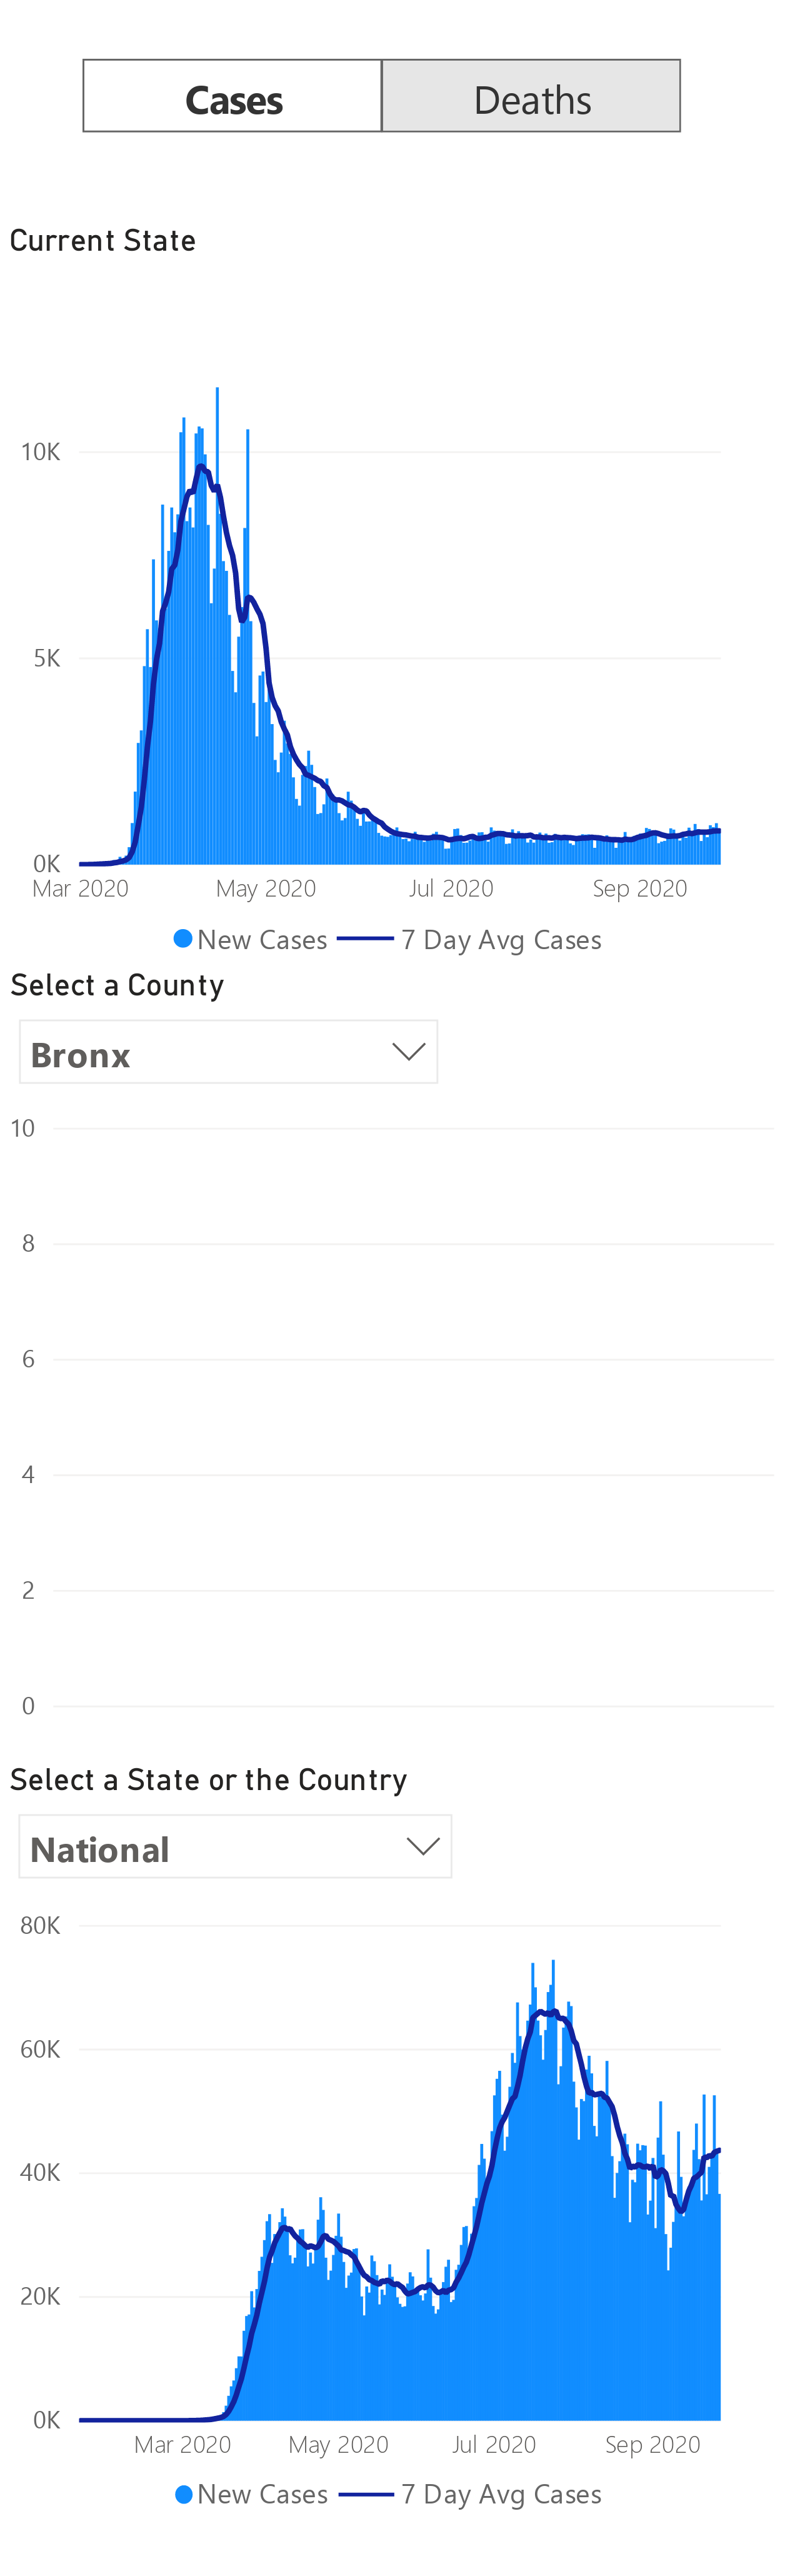 Cases Deaths
Current State
10K
5K
0K
Mar 2020 May 2020 Jul 2020 Sep 2020
New Cases 7 Day Avg Cases
Select a County
Bronx
10
8
6
4
2
0
Select a State or the Country
National
80K
60K
40K
20K
0K
Mar 2020 May 2020 Jul 2020 Sep 2020
New Cases 7 Day Avg Cases